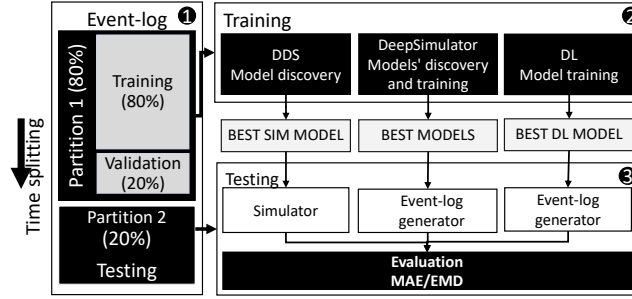 Event-log
❶
Time splitting
Partition 1 (80%)
Training
(80%)
Validation
(20%)
Partition 2
(20%)
Testing
Training
❷
DDS
Model discovery
DeepSimulator
Models' discovery
and training
DL
Model training
BEST SIM MODEL
BEST MODELS
BEST DL MODEL
Testing
❸
Simulator
Event-log
generator
Event-log
generator
Evaluation
MAE/EMD